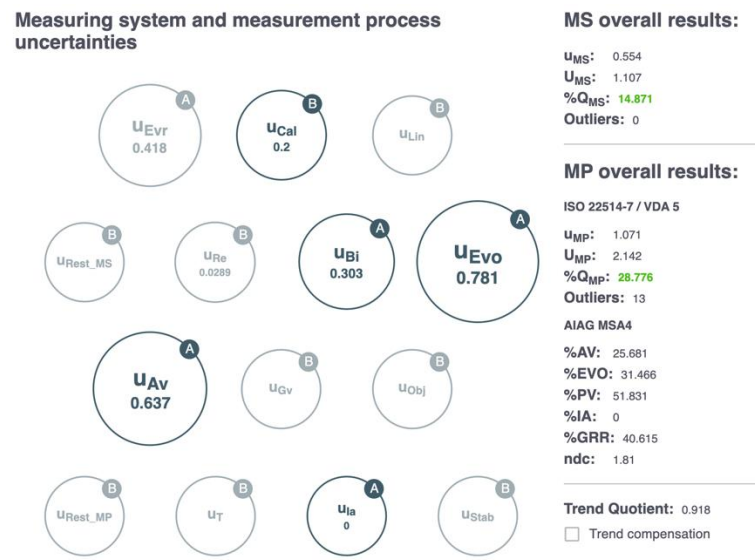 Measuring system and measurement process
uncertainties
A
uEvr
0.418
B
uCal
0.2
B
uLin
B
uRest_MS
B
uRe
0.0289
A
uBi
0.303
A
uEvo
0.781
A
uAv
0.637
B
uGv
B
uObj
B
uRest_MP
B
uT
A
uIa
0
B
uStab
MS overall results:
uMS: 0.554
UMS: 1.107
%QMS: 14.871
Outliers: 0
MP overall results:
ISO 22514-7 / VDA 5
uMP: 1.071
UMP: 2.142
%QMP: 28.776
Outliers: 13
AIAG MSA4
%AV: 25.681
%EVO: 31.466
%PV: 51.831
%IA: 0
%GRR: 40.615
ndc: 1.81
Trend Quotient: 0.918
Trend compensation